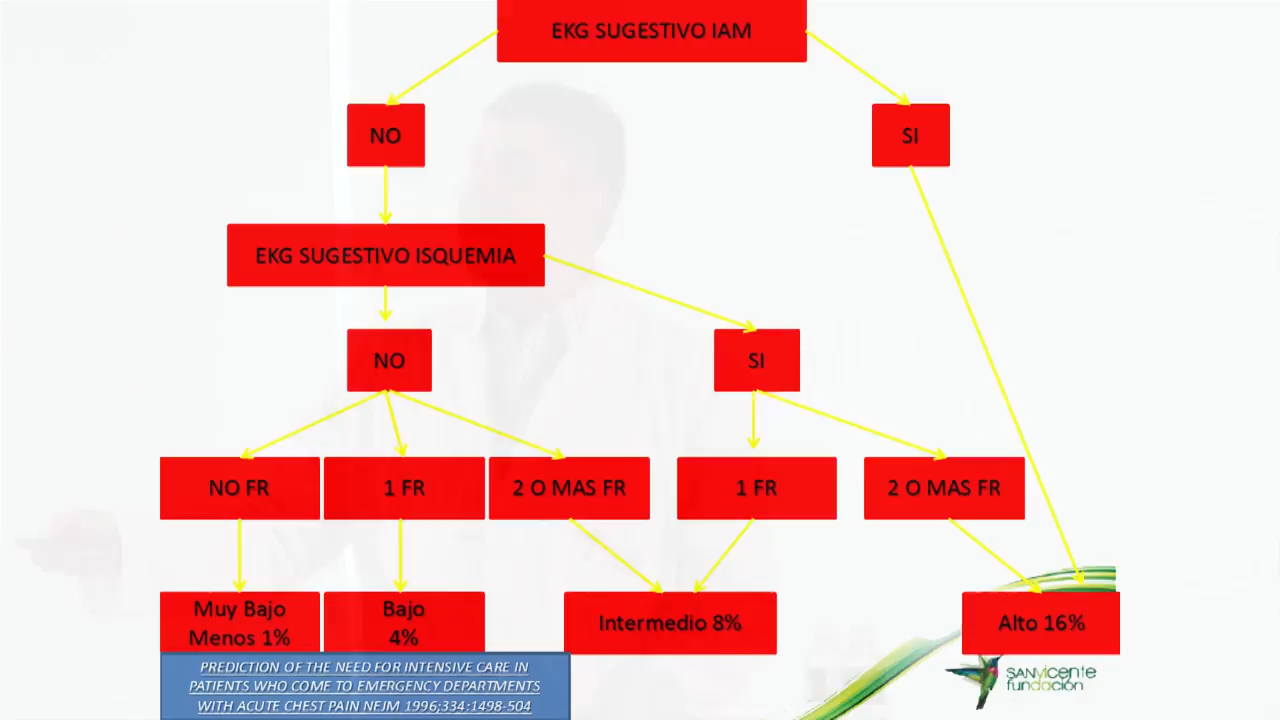 EKG SUGESTIVO IAM
NO
SI
EKG SUGESTIVO ISQUEMIA
NO
SI
NO FR
1 FR
2 O MAS FR
1 FR
2 O MAS FR
Muy Bajo
Menos 1%
Bajo
4%
Intermedio 8%
Alto 16%
PREDICTION OF THE NEED FOR INTENSIVE CARE IN
PATIENTS WHO COME TO EMERGENCY DEPARTMENTS
WITH ACUTE CHEST PAIN NEJM 1996;334:1498-504
SANVICENTE
fundación